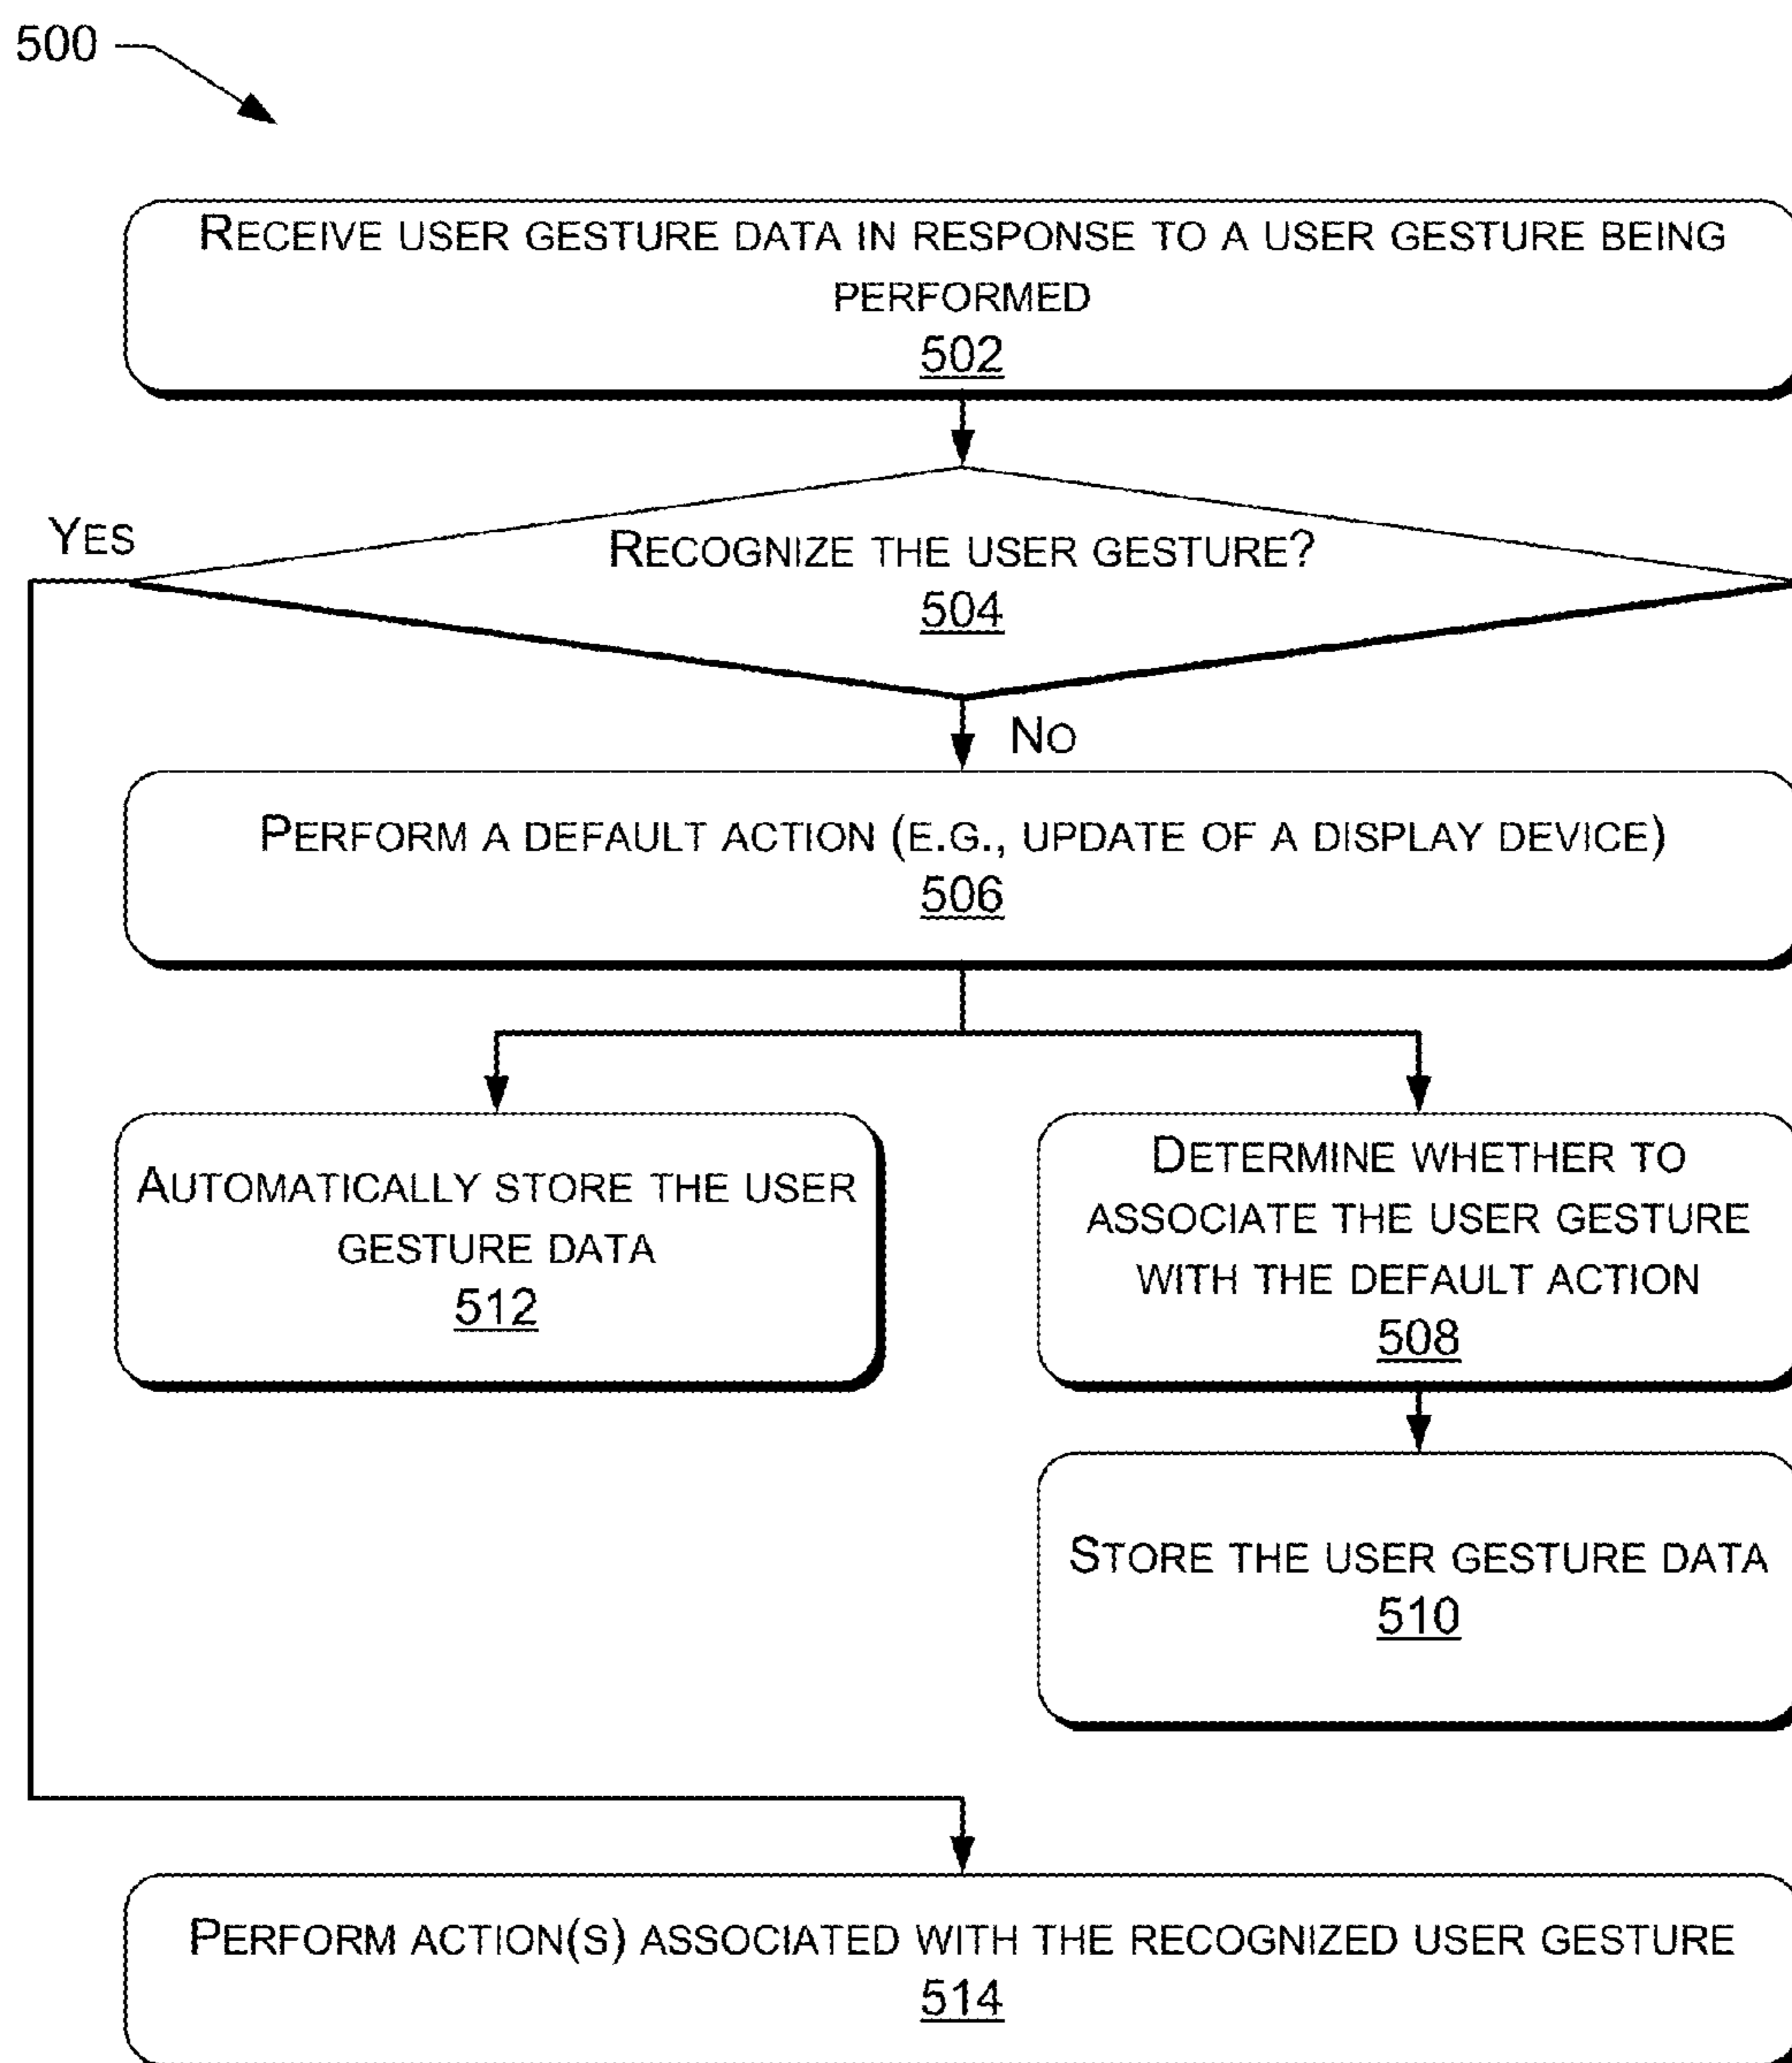 500
RECEIVE USER GESTURE DATA IN RESPONSE TO A USER GESTURE BEING
PERFORMED
502
YES
RECOGNIZE THE USER GESTURE?
504
NO
PERFORM A DEFAULT ACTION (E.G., UPDATE OF A DISPLAY DEVICE)
506
AUTOMATICALLY STORE THE USER
GESTURE DATA
512
DETERMINE WHETHER TO
ASSOCIATE THE USER GESTURE
WITH THE DEFAULT ACTION
508
STORE THE USER GESTURE DATA
510
PERFORM ACTION(S) ASSOCIATED WITH THE RECOGNIZED USER GESTURE
514